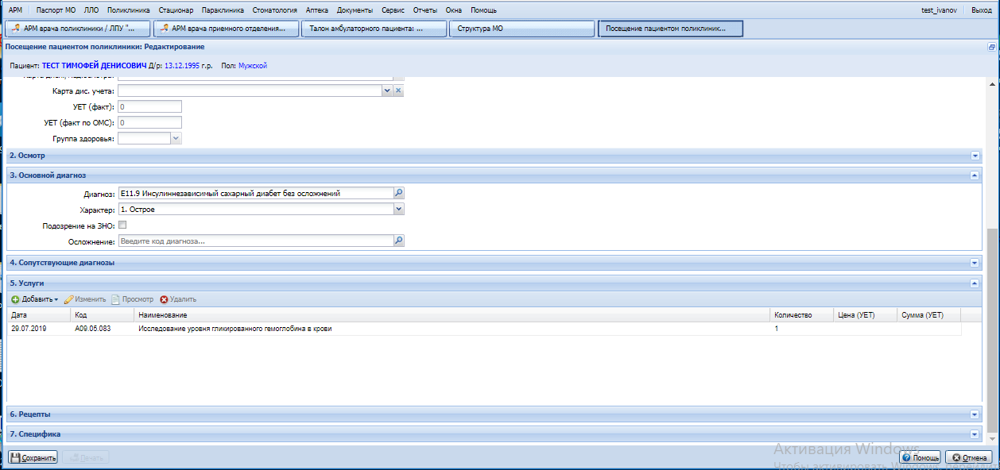 АРМ Паспорт МО ЛЛО Поликлиника Стационар Параклиника Стоматология Аптека Документы Сервис Отчеты Окна Помощь test_ivanov Выход
АРМ врача поликлиники / ЛПУ "... АРМ врача приемного отделения... Талон амбулаторного пациента: ... Структура МО Посещение пациентом поликлиник...
Посещение пациентом поликлиники: Редактирование
Пациент: ТЕСТ ТИМОФЕЙ ДЕНИСОВИЧ Д/р: 13.12.1995 г.р. Пол: Мужской
Карта дис. учета:
УЕТ (факт): 0
УЕТ (факт по ОМС): 0
Группа здоровья:
2. Осмотр
3. Основной диагноз
Диагноз: E11.9 Инсулиннезависимый сахарный диабет без осложнений
Характер: 1. Острое
Подозрение на ЗНО:
Осложнение: Введите код диагноза...
4. Сопутствующие диагнозы
5. Услуги
Добавить Изменить Просмотр Удалить
Дата Код Наименование Количество Цена (УЕТ) Сумма (УЕТ)
29.07.2019 A09.05.083 Исследование уровня гликированного гемоглобина в крови 1
6. Рецепты
7. Специфика
Активация Windows
Сохранить Печать Помощь Отмена
Чтобы активировать Windows, перейдите